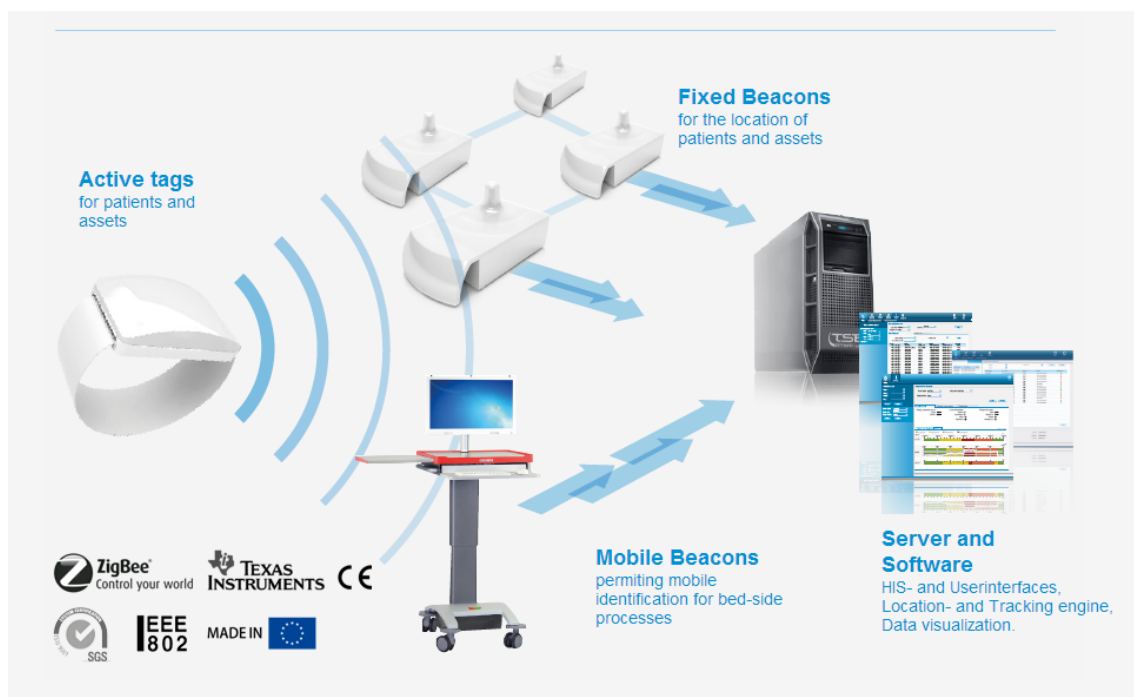 Fixed Beacons
for the location of
patients and assets
Active tags
for patients and
assets
Mobile Beacons
permiting mobile
identification for bed-side
processes
Server and
Software
HIS- and Userinterfaces,
Location- and Tracking engine,
Data visualization.
ZigBee®
Control your world
TEXAS
INSTRUMENTS
CE
SGS
IEEE
802
MADE IN